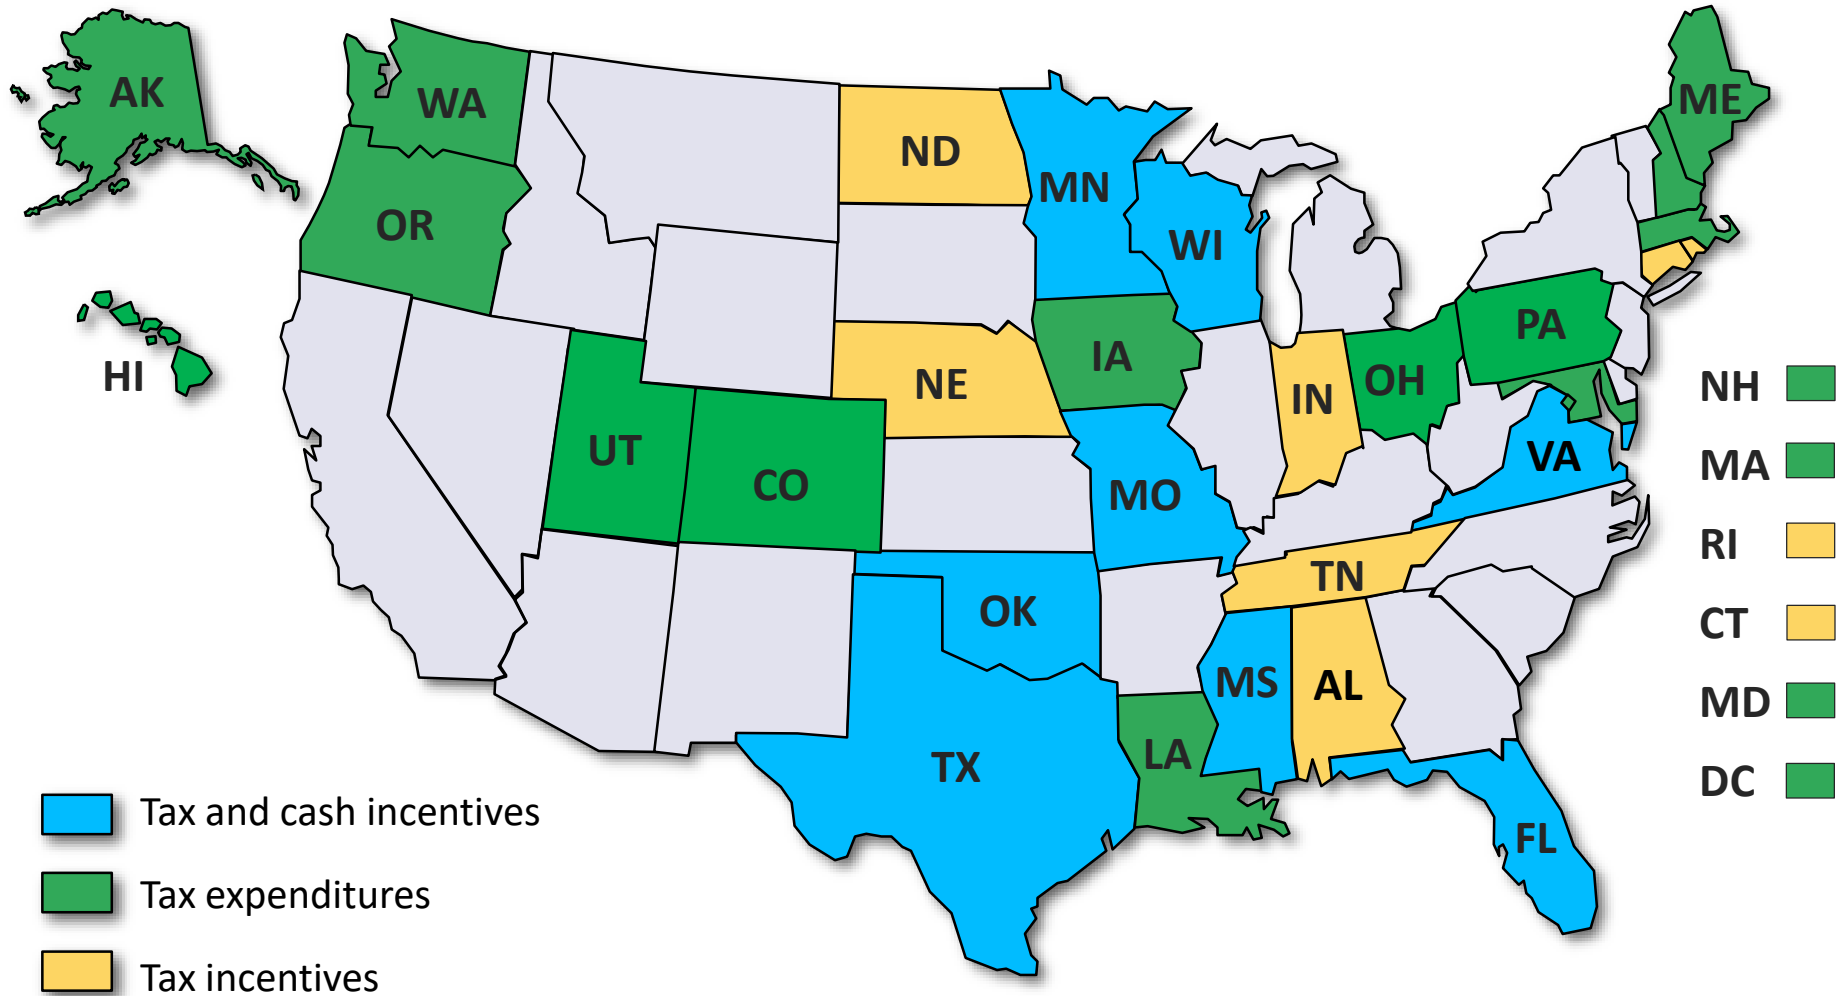 AK
WA
ME
ND
MN
OR
WI
PA
HI
IA
NE
OH
IN
NH
UT
VA
MA
CO
MO
RI
TN
OK
CT
MS
AL
MD
LA
TX
DC
Tax and cash incentives
FL
Tax expenditures
Tax incentives